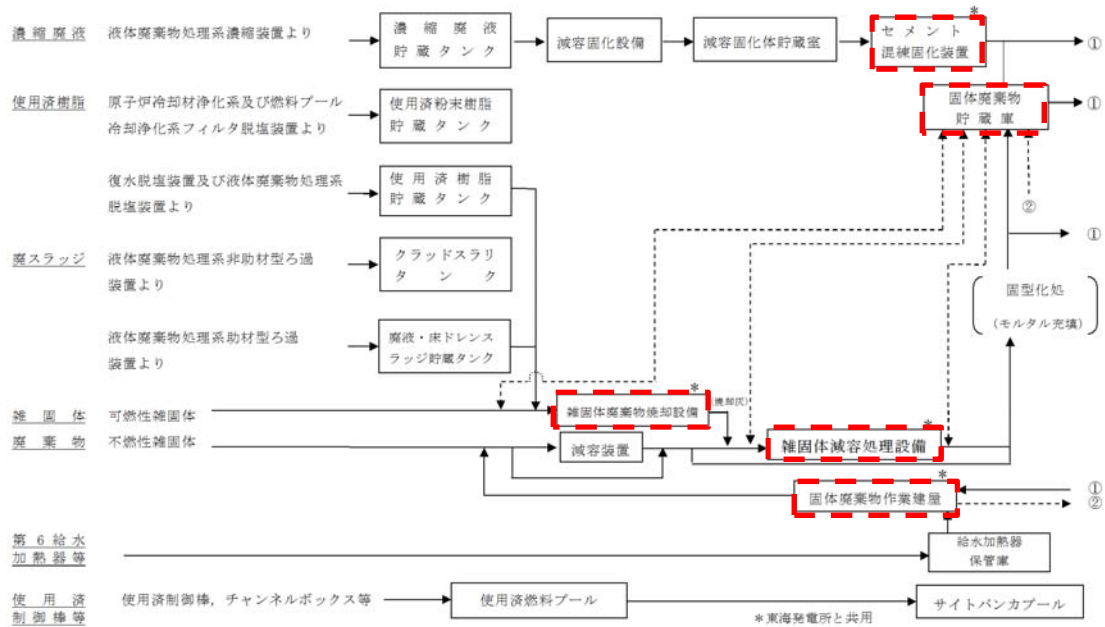 濃縮廃液
液体廃棄物処理系濃縮装置より
濃縮廃液
貯蔵タンク
減容固化設備
減容固化体貯蔵室
*
セメント
混練固化装置
①
使用済樹脂
原子炉冷却材浄化系及び燃料プール
冷却浄化系フィルタ脱塩装置より
使用済粉末樹脂
貯蔵タンク
固体廃棄物
貯蔵庫
①
復水脱塩装置及び液体廃棄物処理系
脱塩装置より
使用済樹脂
貯蔵タンク
②
①
廃スラッジ
液体廃棄物処理系非助材型ろ過
装置より
クラッドスラリ
タンク
固型化処
(モルタル充填)
液体廃棄物処理系助材型ろ過
装置より
廃液・床ドレンス
ラッジ貯蔵タンク
雑固体
廃棄物
可燃性雑固体
不燃性雑固体
*
雑固体廃棄物焼却設備
(焼却灰)
減容装置
*
雑固体減容処理設備
*
固体廃棄物作業建屋
①
②
第6給水
加熱器等
給水加熱器
保管庫
使用済
制御棒等
使用済制御棒，チャンネルボックス等
使用済燃料プール
サイトバンカプール
*東海発電所と共用